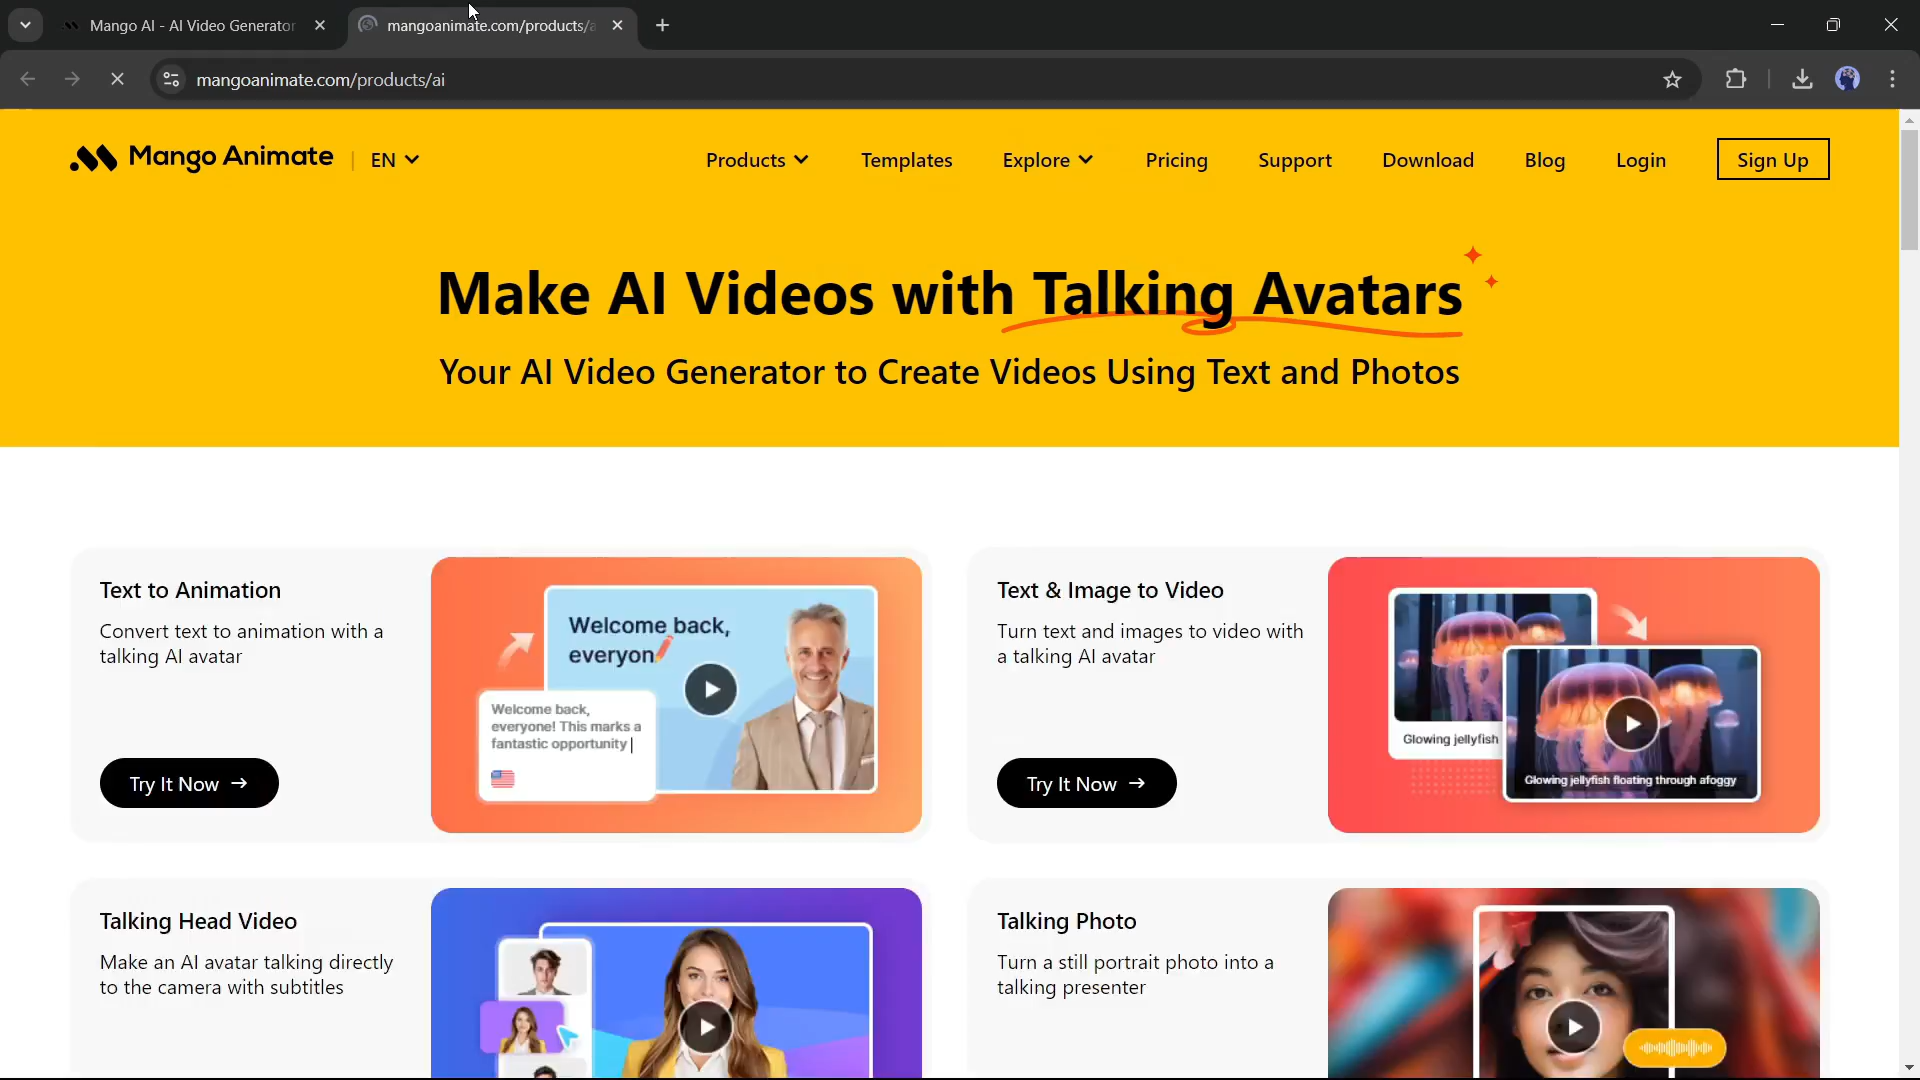 Mango AI - AI Video Generator
mangoanimate.com/products/a
mangoanimate.com/products/ai
Mango Animate
EN
Products
Templates
Explore
Pricing
Support
Download
Blog
Login
Sign Up
Make AI Videos with Talking Avatars
Your AI Video Generator to Create Videos Using Text and Photos
Text to Animation
Convert text to animation with a
talking AI avatar
Try It Now
Welcome back,
everyon
Welcome back,
everyone! This marks a
fantastic opportunity
Text & Image to Video
Turn text and images to video with
a talking AI avatar
Try It Now
Glowing jellyfish
Glowing jellyfish floating through afoggy
Talking Head Video
Make an AI avatar talking directly
to the camera with subtitles
Talking Photo
Turn a still portrait photo into a
talking presenter